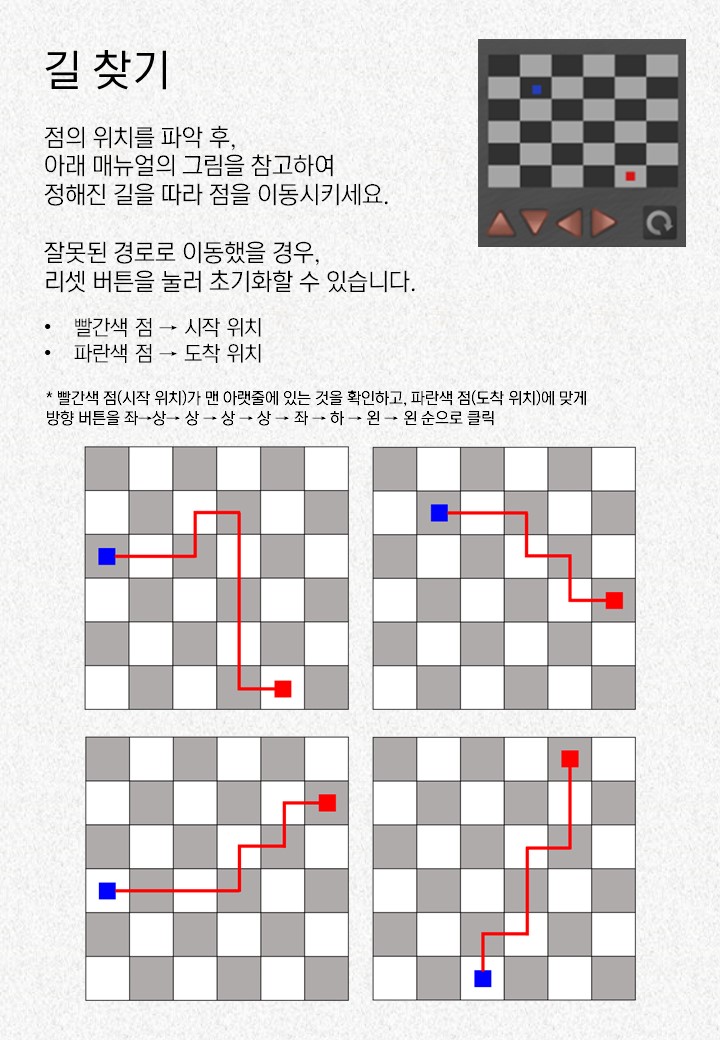 길 찾기
점의 위치를 파악 후,
아래 매뉴얼의 그림을 참고하여
정해진 길을 따라 점을 이동시키세요.
잘못된 경로로 이동했을 경우,
리셋 버튼을 눌러 초기화할 수 있습니다.
• 빨간색 점 → 시작 위치
• 파란색 점 → 도착 위치
* 빨간색 점(시작 위치)가 맨 아랫줄에 있는 것을 확인하고, 파란색 점(도착 위치)에 맞게
방향 버튼을 좌→상→ 상 → 상 → 상 → 좌 → 하 → 왼 → 왼 순으로 클릭